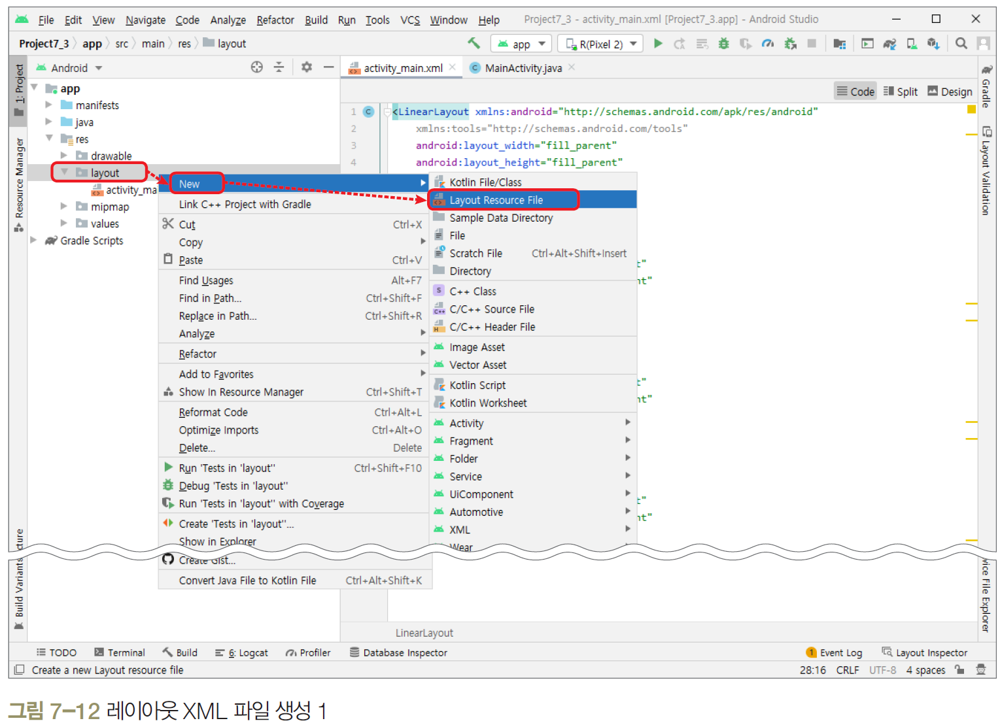 File Edit View Navigate Code Analyze Refactor Build Run Tools VCS Window Help Project7_3 - activity_main.xml [Project7_3.app] - Android Studio
Project7_3 app src main res layout app R(Pixel 2)
Android
activity_main.xml MainActivity.java
1: Project
Resource Manager
Build Variants
cture
Gradle
Layout Validation
vice File Explorer
app
manifests
java
res
drawable
layout
activity_ma
mipmap
values
Gradle Scripts
Code Split Design
1 <LinearLayout xmlns:android="http://schemas.android.com/apk/res/android"
2 xmlns:tools="http://schemas.android.com/tools"
3 android:layout_width="fill_parent"
4 android:layout_height="fill_parent"
New
Link C++ Project with Gradle
Cut Ctrl+X
Copy
Paste Ctrl+V
Find Usages Alt+F7
Find in Path... Ctrl+Shift+F
Replace in Path... Ctrl+Shift+R
Analyze
Refactor
Add to Favorites
Show In Resource Manager Ctrl+Shift+T
Reformat Code Ctrl+Alt+L
Optimize Imports Ctrl+Alt+O
Delete... Delete
Run 'Tests in 'layout'' Ctrl+Shift+F10
Debug 'Tests in 'layout''
Run 'Tests in 'layout'' with Coverage
Create 'Tests in 'layout''...
Show in Explorer
Create Gist...
Convert Java File to Kotlin File Ctrl+Alt+Shift+K
Kotlin File/Class
Layout Resource File
Sample Data Directory
File
Scratch File Ctrl+Alt+Shift+Insert
Directory
C++ Class
C/C++ Source File
C/C++ Header File
Image Asset
Vector Asset
Kotlin Script
Kotlin Worksheet
Activity
Fragment
Folder
Service
UiComponent
Automotive
XML
Wear
t"
nt"
t"
nt"
t"
nt"
LinearLayout
TODO Terminal Build 6: Logcat Profiler Database Inspector 1 Event Log Layout Inspector
Create a new Layout resource file 28:16 CRLF UTF-8 4 spaces
그림 7-12 레이아웃 XML 파일 생성 1